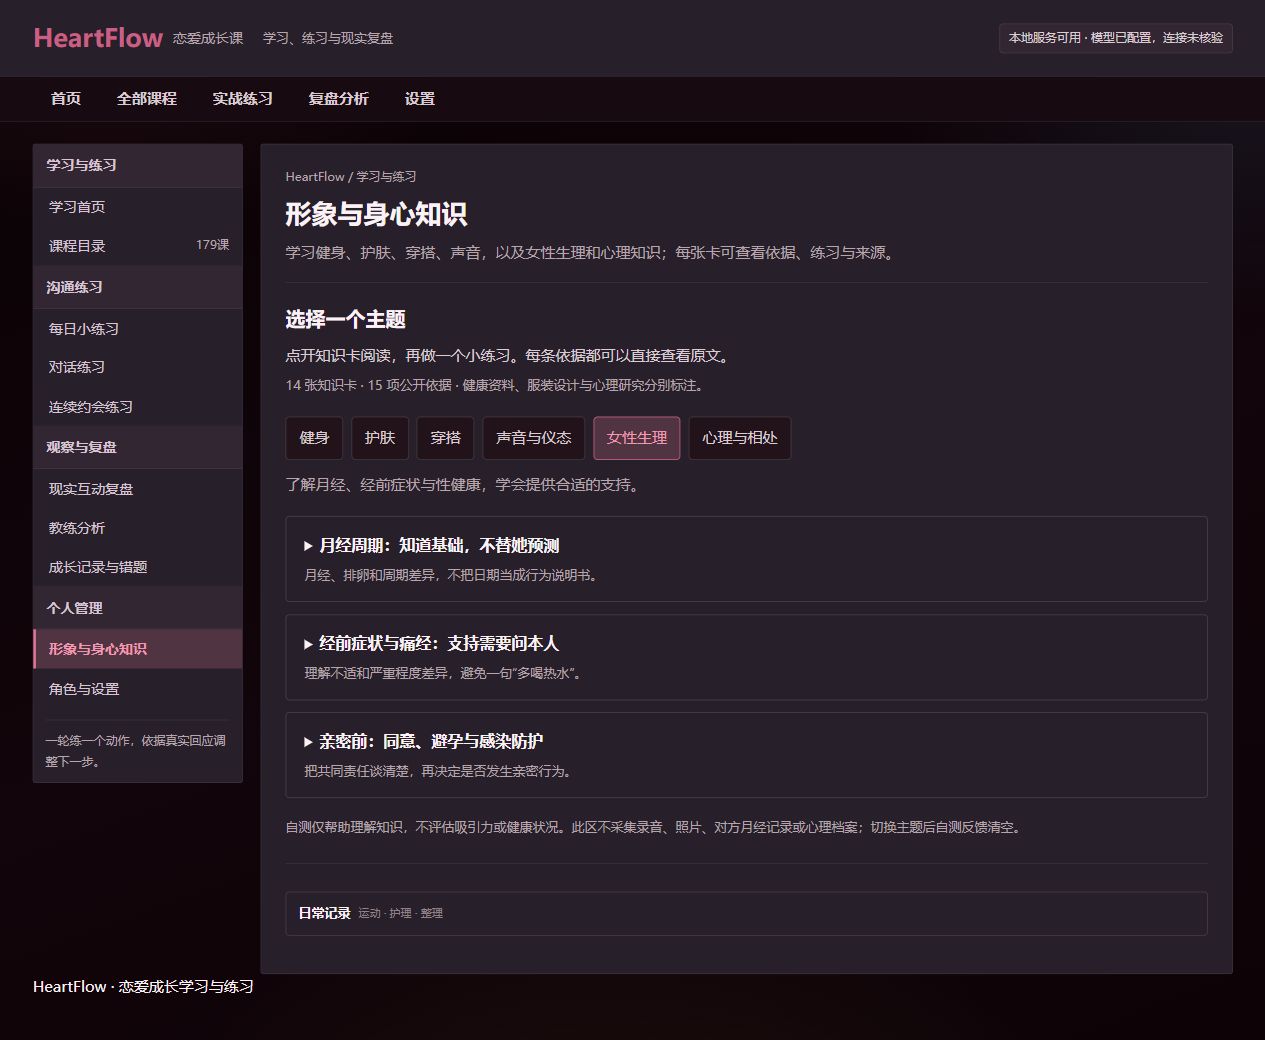 HeartFlow 恋爱成长课 学习、练习与现实复盘
本地服务可用 · 模型已配置，连接未核验
首页 全部课程 实战练习 复盘分析 设置
学习与练习
学习首页
课程目录 179课
沟通练习
每日小练习
对话练习
连续约会练习
观察与复盘
现实互动复盘
教练分析
成长记录与错题
个人管理
形象与身心知识
角色与设置
一轮练一个动作，依据真实回应调
整下一步。
HeartFlow / 学习与练习
形象与身心知识
学习健身、护肤、穿搭、声音，以及女性生理和心理知识；每张卡可查看依据、练习与来源。
选择一个主题
点开知识卡阅读，再做一个小练习。每条依据都可以直接查看原文。
14 张知识卡 · 15 项公开依据 · 健康资料、服装设计与心理研究分别标注。
健身 护肤 穿搭 声音与仪态 女性生理 心理与相处
了解月经、经前症状与性健康，学会提供合适的支持。
▶ 月经周期：知道基础，不替她预测
月经、排卵和周期差异，不把日期当成行为说明书。
▶ 经前症状与痛经：支持需要问本人
理解不适和严重程度差异，避免一句“多喝热水”。
▶ 亲密前：同意、避孕与感染防护
把共同责任谈清楚，再决定是否发生亲密行为。
自测仅帮助理解知识，不评估吸引力或健康状况。此区不采集录音、照片、对方月经记录或心理档案；切换主题后自测反馈清空。
日常记录 运动 · 护理 · 整理
HeartFlow · 恋爱成长学习与练习